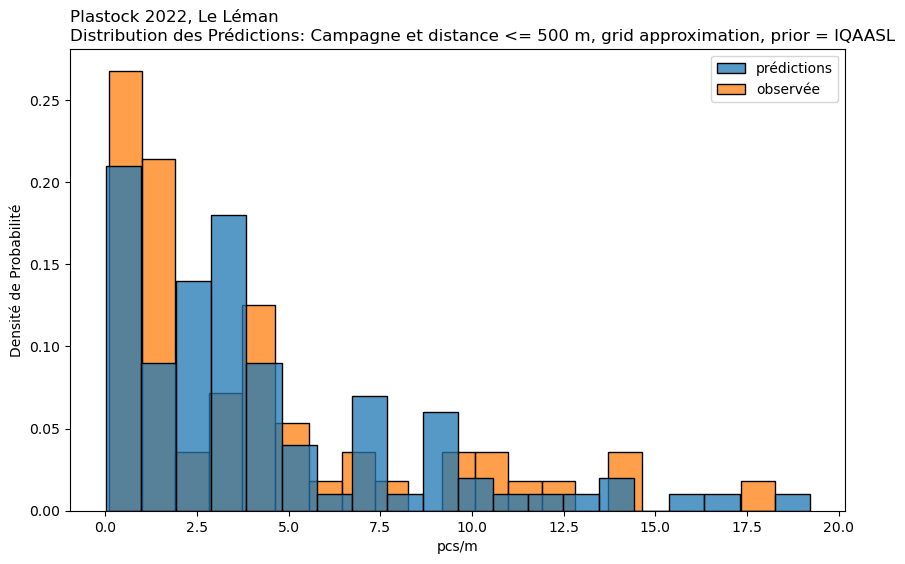 Plastock 2022, Le Léman
Distribution des Prédictions: Campagne et distance <= 500 m, grid approximation, prior = IQAASL
prédictions
observée
Densité de Probabilité
0.25
0.20
0.15
0.10
0.05
0.00
0.0 2.5 5.0 7.5 10.0 12.5 15.0 17.5 20.0
pcs/m